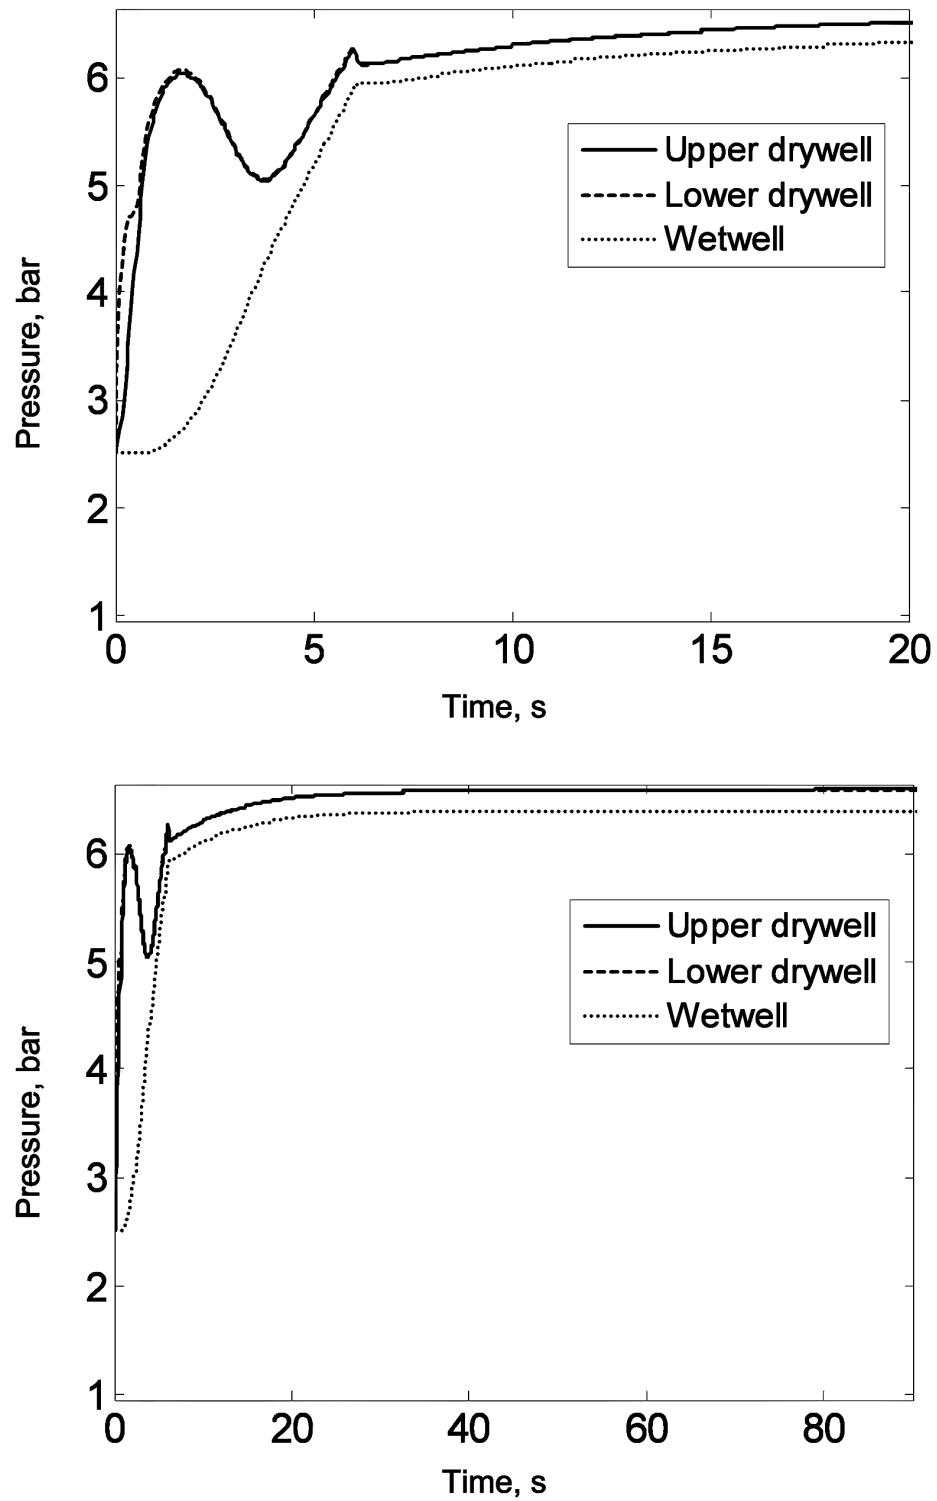 6
5
4
3
2
1
Pressure, bar
Upper drywell
Lower drywell
Wetwell
0 5 10 15 20
Time, s
6
5
4
3
2
1
Pressure, bar
Upper drywell
Lower drywell
Wetwell
0 20 40 60 80
Time, s